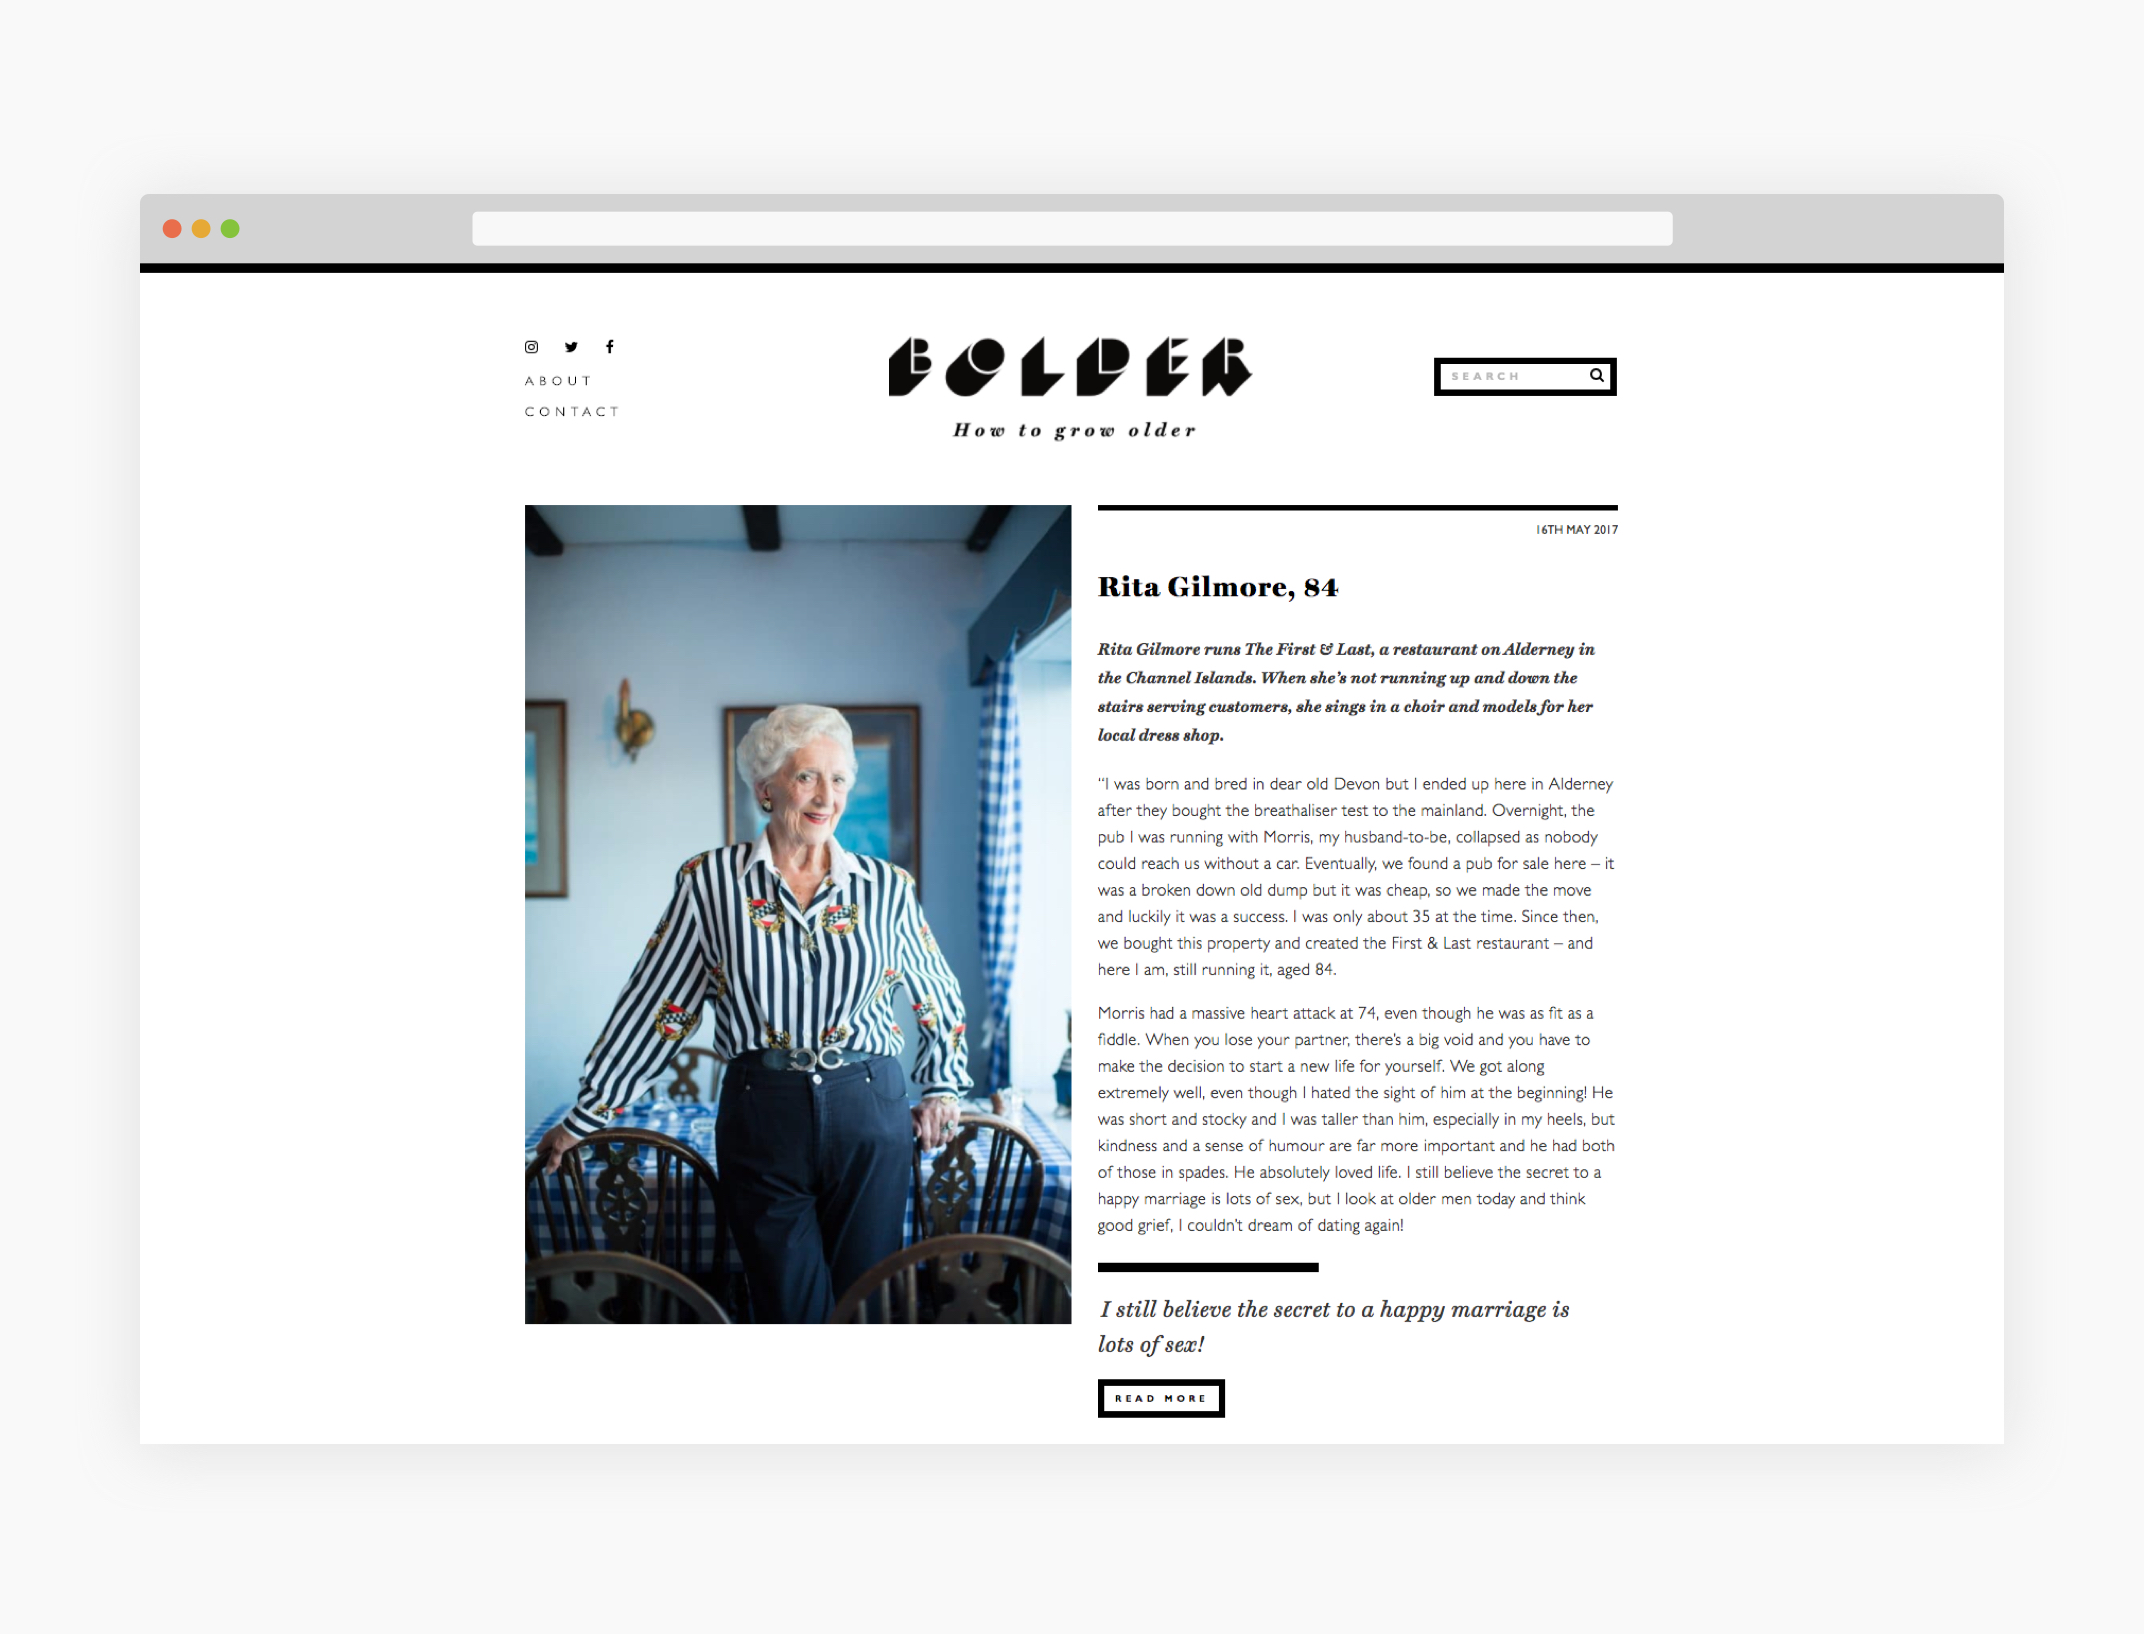 ABOUT
CONTACT
BOLDER
How to grow older
SEARCH
16TH MAY 2017
Rita Gilmore, 84
Rita Gilmore runs The First & Last, a restaurant on Alderney in
the Channel Islands. When she's not running up and down the
stairs serving customers, she sings in a choir and models for her
local dress shop.
“I was born and bred in dear old Devon but I ended up here in Alderney
after they bought the breathaliser test to the mainland. Overnight, the
pub I was running with Morris, my husband-to-be, collapsed as nobody
could reach us without a car. Eventually, we found a pub for sale here – it
was a broken down old dump but it was cheap, so we made the move
and luckily it was a success. I was only about 35 at the time. Since then,
we bought this property and created the First & Last restaurant – and
here I am, still running it, aged 84.
Morris had a massive heart attack at 74, even though he was as fit as a
fiddle. When you lose your partner, there's a big void and you have to
make the decision to start a new life for yourself. We got along
extremely well, even though I hated the sight of him at the beginning! He
was short and stocky and I was taller than him, especially in my heels, but
kindness and a sense of humour are far more important and he had both
of those in spades. He absolutely loved life. I still believe the secret to a
happy marriage is lots of sex, but I look at older men today and think
good grief, I couldn't dream of dating again!
I still believe the secret to a happy marriage is
lots of sex!
READ MORE